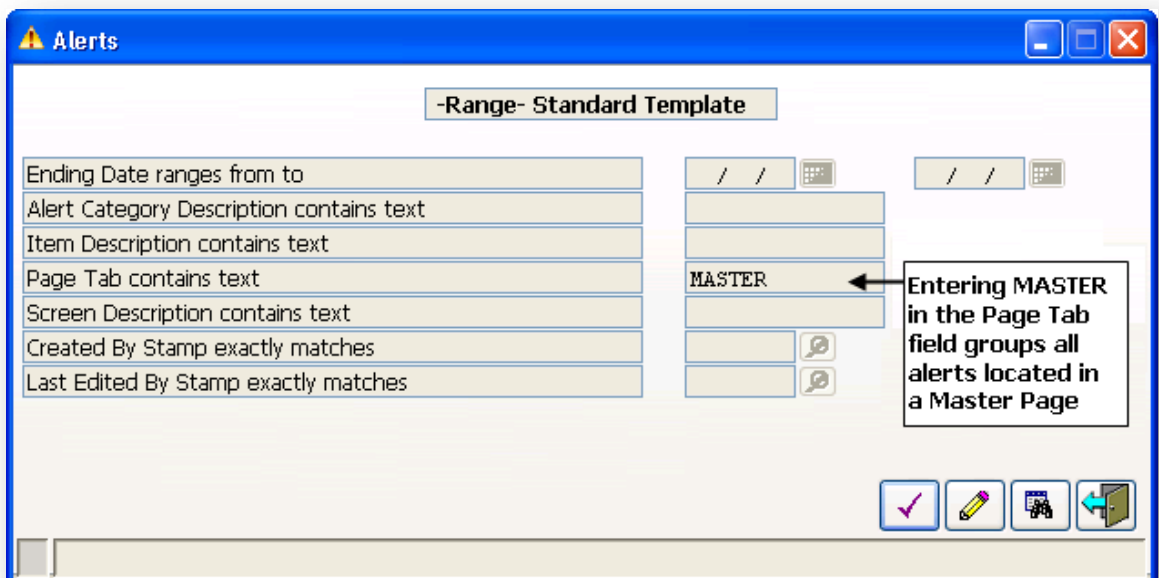 Alerts
-Range- Standard Template
Ending Date ranges from to / / / /
Alert Category Description contains text
Item Description contains text
Page Tab contains text MASTER
Screen Description contains text
Created By Stamp exactly matches
Last Edited By Stamp exactly matches
Entering MASTER
in the Page Tab
field groups all
alerts located in
a Master Page